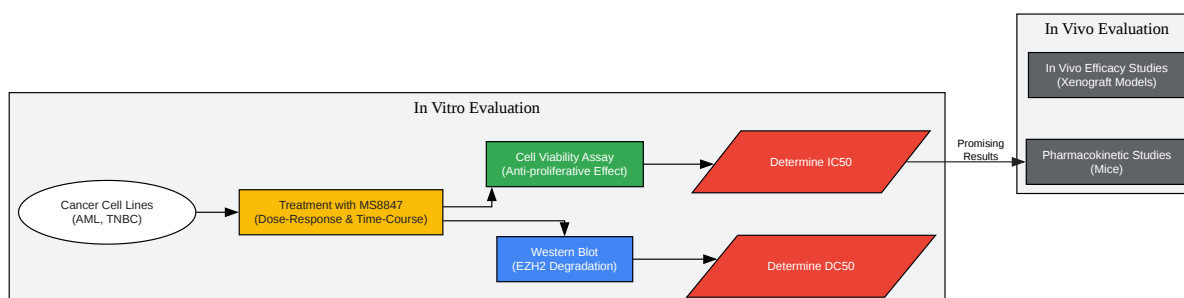 In Vivo Evaluation
In Vivo Efficacy Studies
(Xenograft Models)
In Vitro Evaluation
Promising
Results
Cell Viability Assay
(Anti-proliferative Effect)
Determine IC50
Pharmacokinetic Studies
(Mice)
Cancer Cell Lines
(AML, TNBC)
Treatment with MS8847
(Dose-Response & Time-Course)
Western Blot
(EZH2 Degradation)
Determine DC50